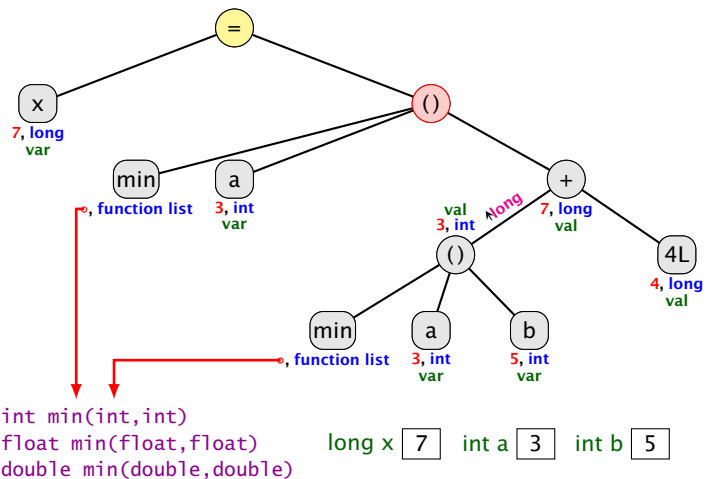 =
x
()
7, long
var
min
a
+
, function list
3, int
var
val
3, int
long
7, long
val
()
4L
4, long
val
min
a
b
, function list
3, int
var
5, int
var
int min(int,int)
float min(float,float)
double min(double,double)
long x 7 int a 3 int b 5